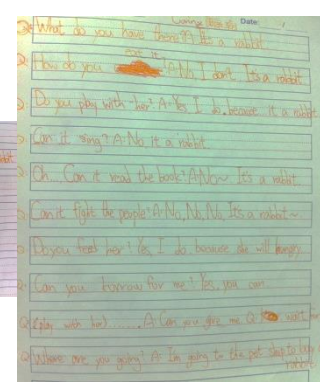 Date:
Q: What do you have there? A: It's a rabbit.
cook it
Q: How do you A: No, I don't. It's a rabbit
Q: Do you play with her? A: Yes, I do, because it a rabbit
Q: Can it sing? A: No, it a rabbit.
Q: Oh... Can it read the book? A: No~ It's a rabbit.
Q: Can it fight the people? A: No, No, No, It's a rabbit~.
Q: Do you feed her? Yes, I do because she will hungry.
Q: Can you borrow for me? Yes, you can
Q: (play with her)....... A: Can you give me Q: wait
Q: Where are you going? A: I'm going to the pet shop to buy a
rabbit.